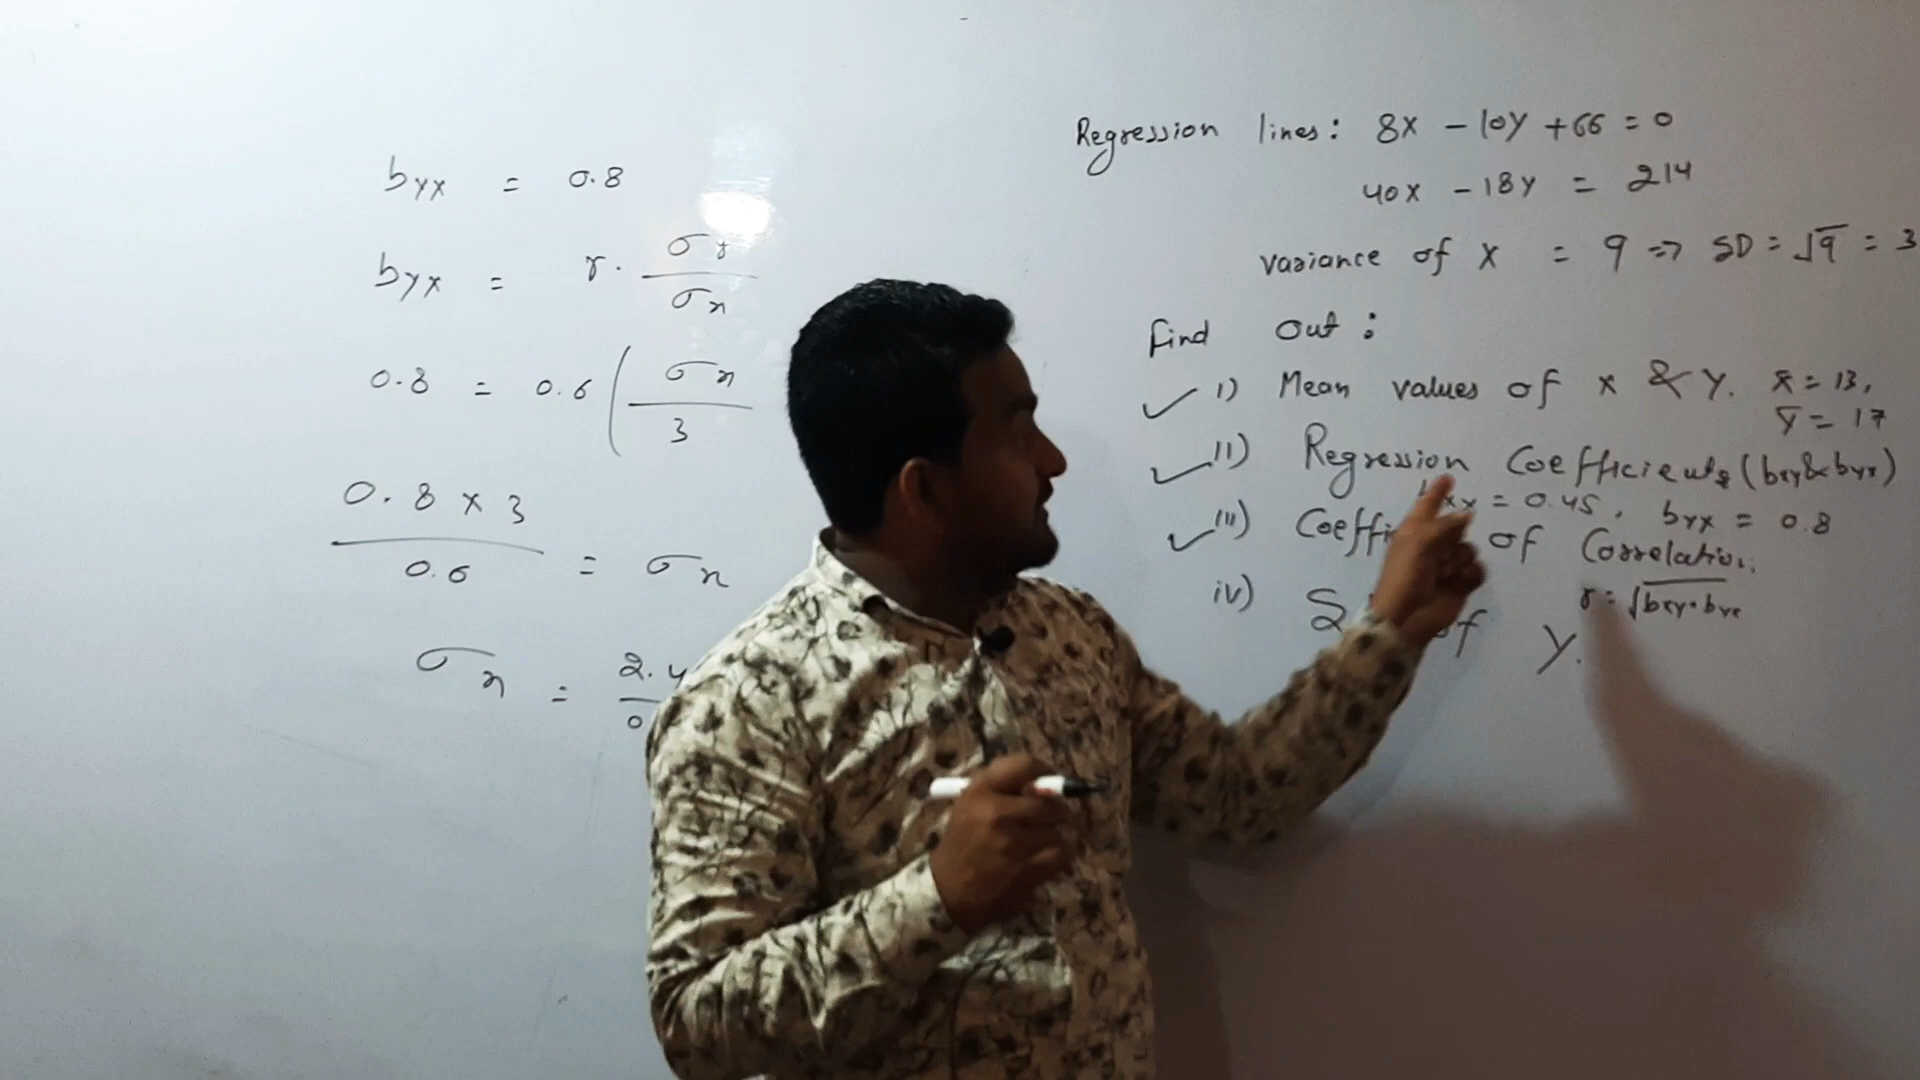 byx = 0.8
byx = r. σy / σx
0.8 = 0.6 ( σx / 3
0.8 x 3 / 0.6 = σx
σx = 2.4 / 0
Regression lines: 8x - 10y + 66 = 0
40x - 18y = 214
variance of x = 9 => SD = √9 = 3
Find out :
✓ i) Mean values of x & y. x̄ = 13,
ȳ = 17
✓ ii) Regression Coefficients (bxy & byx)
= 0.45, byx = 0.8
✓ iii) of Correlation.
r = √bxy.byx
iv) of y.